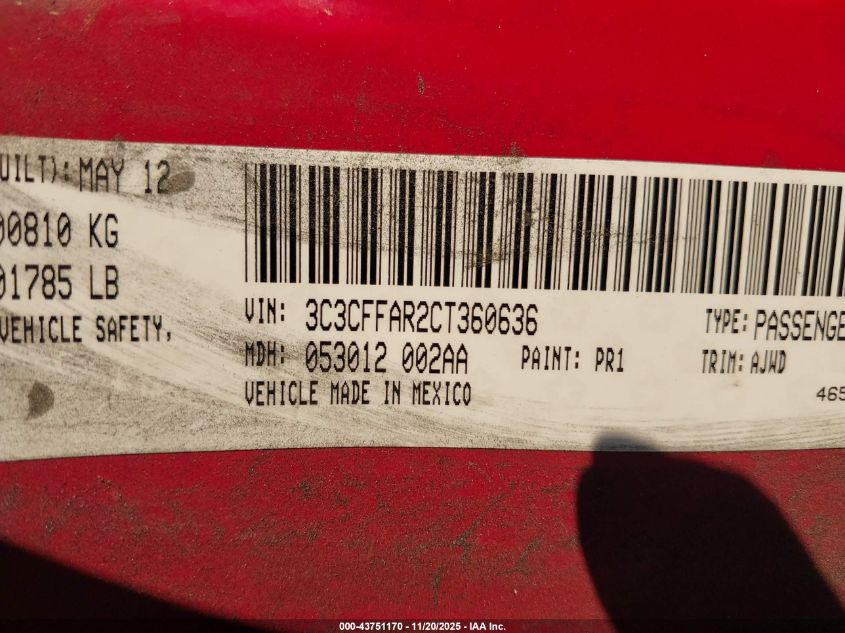 UILT): MAY 12
00810 KG
01785 LB
VEHICLE SAFETY,
VIN: 3C3CFFAR2CT360636
TYPE: PASSENGE
MDH: 053012 002AA
PAINT: PR1
TRIM: AJWD
VEHICLE MADE IN MEXICO
465
000-43751170 - 11/20/2025 - IAA Inc.